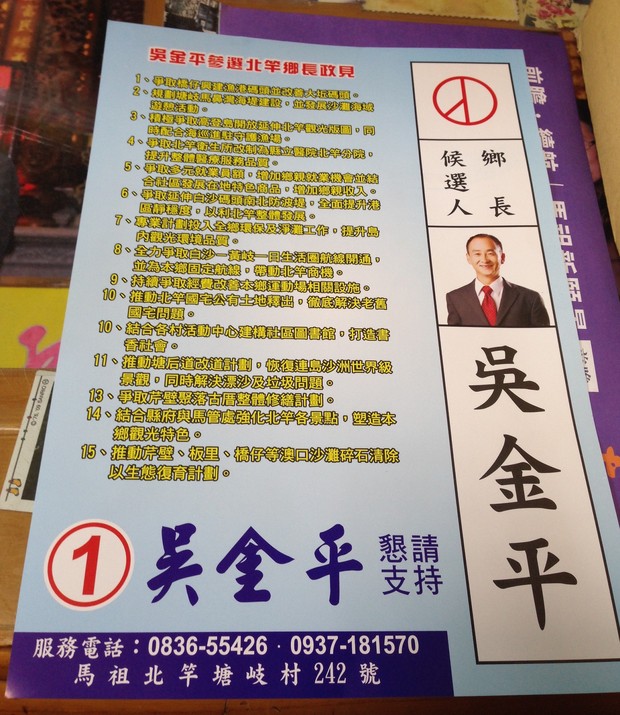 吳金平參選北竿鄉長政見
1、爭取橋仔興建漁港碼頭並改善大坵碼頭。
2、規劃塘岐馬鼻灣海堤建設，並發展沙灘海域
遊憩活動。
3、積極爭取高登島開放延伸北竿觀光版圖，同
時配合海巡進駐守護漁場。
4、爭取北竿衛生所改制為縣立醫院北竿分院，
提升整體醫療服務品質。
5、爭取多元就業員額，增加鄉親就業機會並結
合社區發展在地特色商品，增加鄉親收入。
6、爭取延伸白沙碼頭南北防波堤，全面提升港
區靜穩度，以利北竿整體發展。
7、專業計劃投入全鄉環保及淨灘工作，提升島
內觀光環境品質。
8、全力爭取白沙－黃岐一日生活圈航線開通，
並為本鄉固定航線，帶動北竿商機。
9、持續爭取經費改善本鄉運動場相關設施。
10、推動北竿國宅公有土地釋出，徹底解決老舊
國宅問題。
10、結合各村活動中心建構社區圖書館，打造書
香社會。
11、推動塘后道改道計劃，恢復連島沙洲世界級
景觀，同時解決漂沙及垃圾問題。
13、爭取芹壁聚落古厝整體修繕計劃。
14、結合縣府與馬管處強化北竿各景點，塑造本
鄉觀光特色。
15、推動芹壁、板里、橋仔等澳口沙灘碎石清除
以生態復育計劃。
1 吳金平 懇請支持
服務電話：0836-55426．0937-181570
馬祖北竿塘岐村242號
鄉長
候選人
吳金平